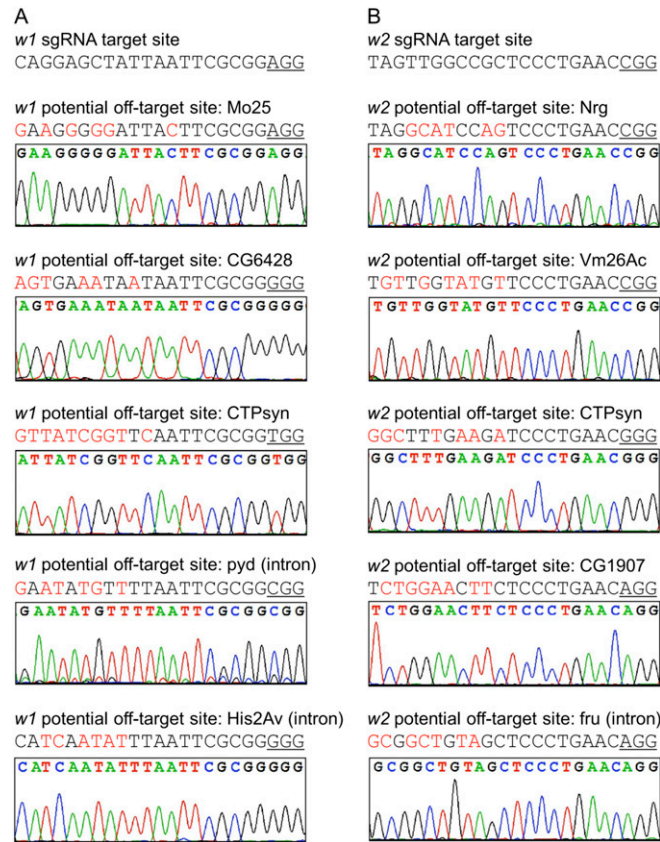 A
w1 sgRNA target site
CAGGAGCTATTAATTCGCGGAGG
w1 potential off-target site: Mo25
GAAGGGGGATTACTTCGCGGAGG
GAAGGGGGATTACTTCGCGGAGG
w1 potential off-target site: CG6428
AGTGAAATAATAATTCGCGGGGG
AGTGAAATAATAATTCGCGGGGG
w1 potential off-target site: CTPsyn
GTTATCGGTTCAATTCGCGGTGG
ATTATCGGTTCAATTCGCGGTGG
w1 potential off-target site: pyd (intron)
GAATATGTTTTAATTCGCGGCGG
GAATATGTTTTAATTCGCGGCGG
w1 potential off-target site: His2Av (intron)
CATCAATATTTAATTCGCGGGGG
CATCAATATTTAATTCGCGGGGG
B
w2 sgRNA target site
TAGTTGGCCGCTCCCTGAACCGG
w2 potential off-target site: Nrg
TAGGCATCCAGTCCCTGAACCGG
TAGGCATCCAGTCCCTGAACCGG
w2 potential off-target site: Vm26Ac
TGTTGGTATGTTCCCTGAACCGG
TGTTGGTATGTTCCCTGAACCGG
w2 potential off-target site: CTPsyn
GGCTTTGAAGATCCCTGAACGGG
GGCTTTGAAGATCCCTGAACGGG
w2 potential off-target site: CG1907
TCTGGAACTTCTCCCTGAACAGG
TCTGGAACTTCTCCCTGAACAGG
w2 potential off-target site: fru (intron)
GCGGCTGTAGCTCCCTGAACAGG
GCGGCTGTAGCTCCCTGAACAGG